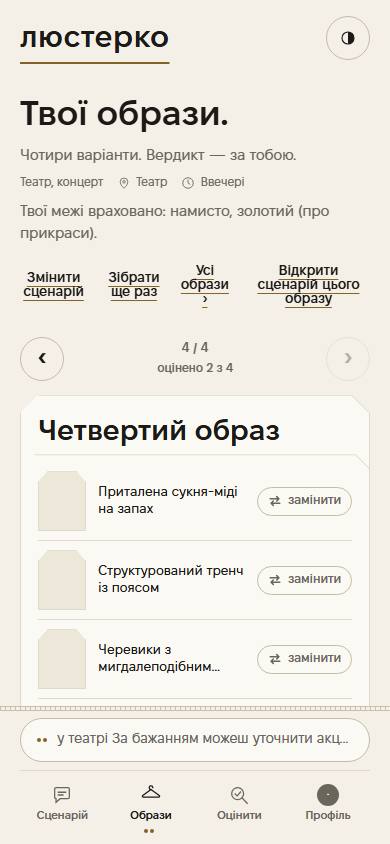 люстерко
Твої образи.
Чотири варіанти. Вердикт — за тобою.
Театр, концерт Театр Ввечері
Твої межі враховано: намисто, золотий (про
прикраси).
Змінити
сценарій
Зібрати
ще раз
Усі
образи
›
Відкрити
сценарій цього
образу
‹
4 / 4
оцінено 2 з 4
›
Четвертий образ
Приталена сукня-міді
на запах
замінити
Структурований тренч
із поясом
замінити
Черевики з
мигдалеподібним…
замінити
у театрі За бажанням можеш уточнити акц…
Сценарій Образи Оцінити Профіль